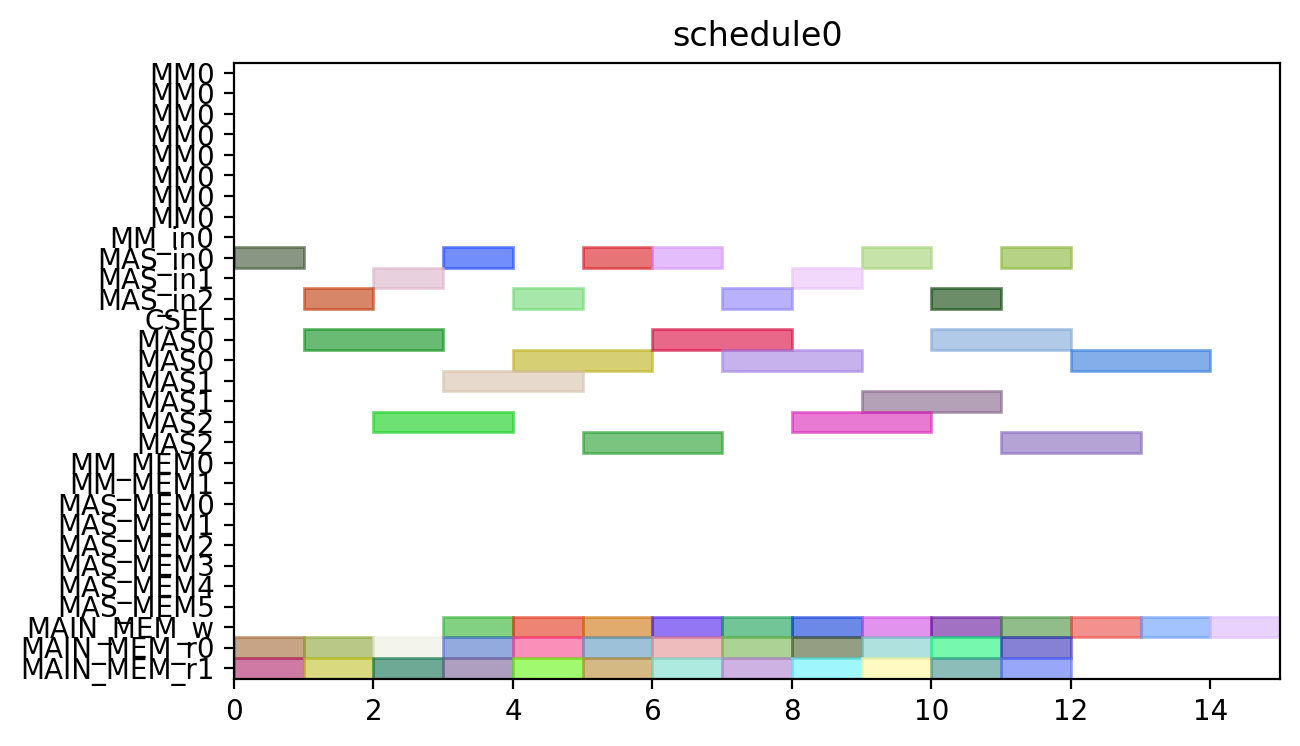 schedule0
MM0
MM0
MM0
MM0
MM0
MM0
MM0
MM0
MM_in0
MAS_in0
MAS_in1
MAS_in2
CSEL
MAS0
MAS0
MAS1
MAS1
MAS2
MAS2
MM_MEM0
MM_MEM1
MAS_MEM0
MAS_MEM1
MAS_MEM2
MAS_MEM3
MAS_MEM4
MAS_MEM5
MAIN_MEM_w
MAIN_MEM_r0
MAIN_MEM_r1
0 2 4 6 8 10 12 14